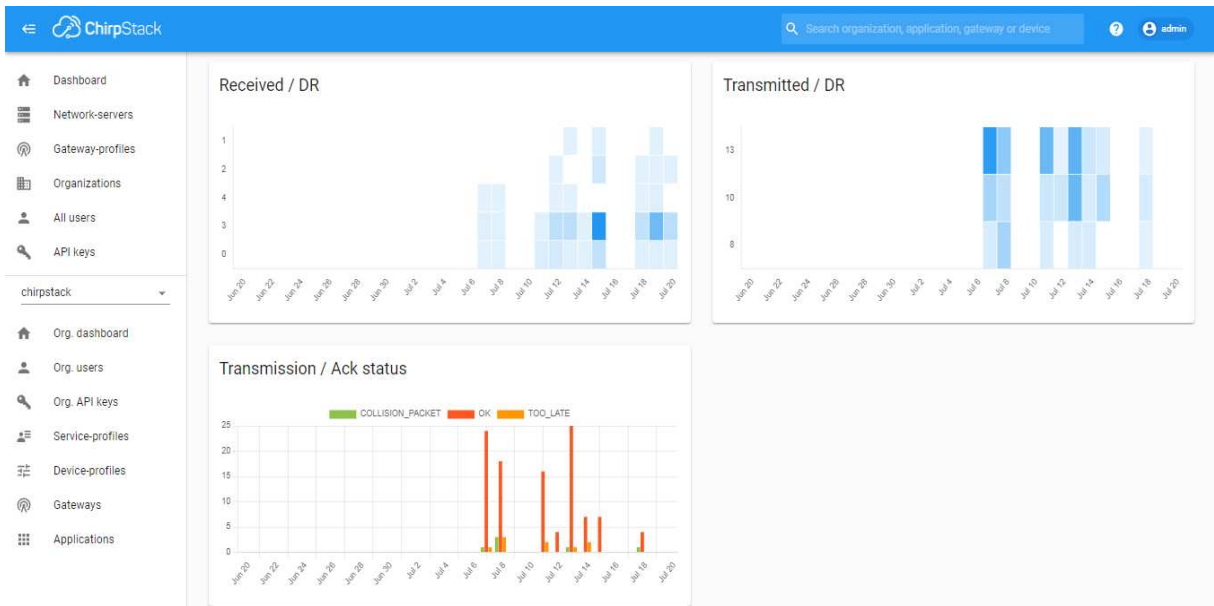 ChirpStack
Search organization, application, gateway or device
?
admin
Dashboard
Network-servers
Gateway-profiles
Organizations
All users
API keys
chirpstack
Org. dashboard
Org. users
Org. API keys
Service-profiles
Device-profiles
Gateways
Applications
Received / DR
1
2
4
3
0
Jun 20 Jun 22 Jun 24 Jun 26 Jun 28 Jun 30 Jul 2 Jul 4 Jul 6 Jul 8 Jul 10 Jul 12 Jul 14 Jul 16 Jul 18 Jul 20
Transmitted / DR
13
10
8
Jun 20 Jun 22 Jun 24 Jun 26 Jun 28 Jun 30 Jul 2 Jul 4 Jul 6 Jul 8 Jul 10 Jul 12 Jul 14 Jul 16 Jul 18 Jul 20
Transmission / Ack status
COLLISION_PACKET OK TOO_LATE
25
20
15
10
5
0
Jun 20 Jun 22 Jun 24 Jun 26 Jun 28 Jun 30 Jul 2 Jul 4 Jul 6 Jul 8 Jul 10 Jul 12 Jul 14 Jul 16 Jul 18 Jul 20